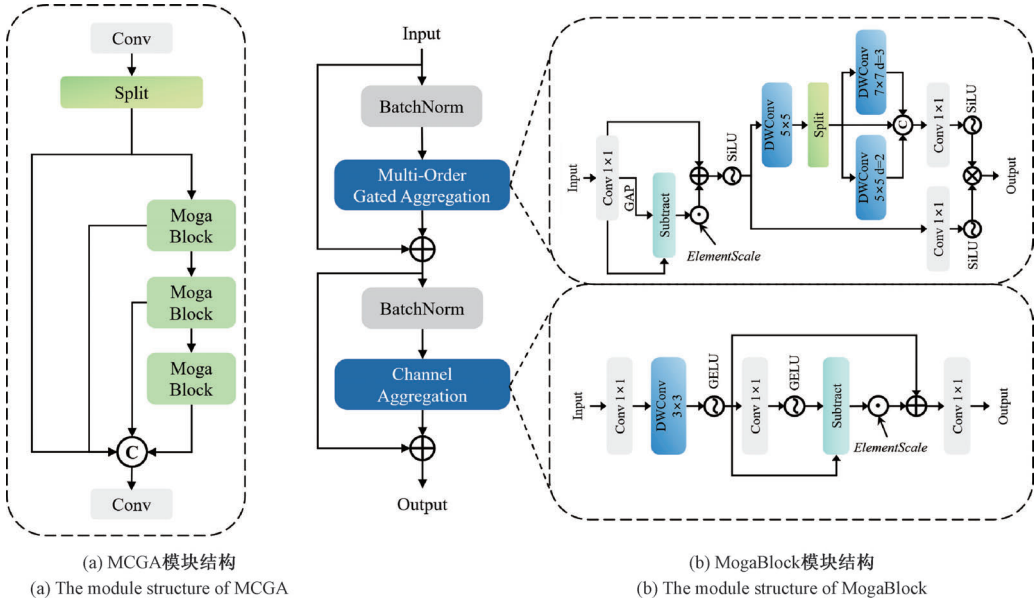 Conv
Split
Moga
Block
Moga
Block
Moga
Block
C
Conv
Input
BatchNorm
Multi-Order
Gated Aggregation
BatchNorm
Channel
Aggregation
Output
Input
Conv 1×1
GAP
Subtract
ElementScale
SiLU
DWConv
5×5
Split
DWConv
7×7 d=3
DWConv
5×5 d=2
C
Conv 1×1
SiLU
Conv 1×1
SiLU
Output
Input
Conv 1×1
DWConv
3×3
GELU
Conv 1×1
GELU
Subtract
ElementScale
Conv 1×1
Output
(a) MCGA模块结构
(a) The module structure of MCGA
(b) MogaBlock模块结构
(b) The module structure of MogaBlock